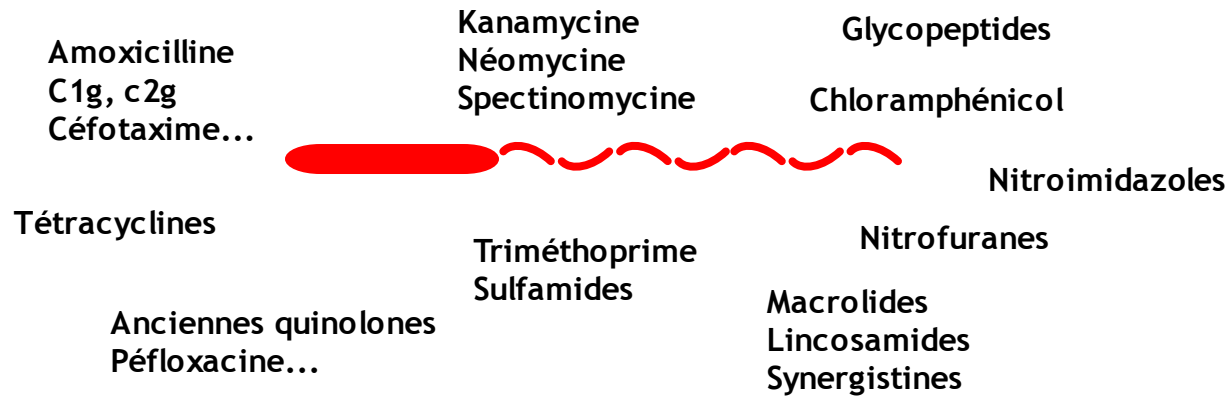 Amoxicilline
C1g, c2g
Céfotaxime...
Kanamycine
Néomycine
Spectinomycine
Glycopeptides
Chloramphénicol
Nitroimidazoles
Tétracyclines
Triméthoprime
Sulfamides
Nitrofuranes
Anciennes quinolones
Péfloxacine...
Macrolides
Lincosamides
Synergistines